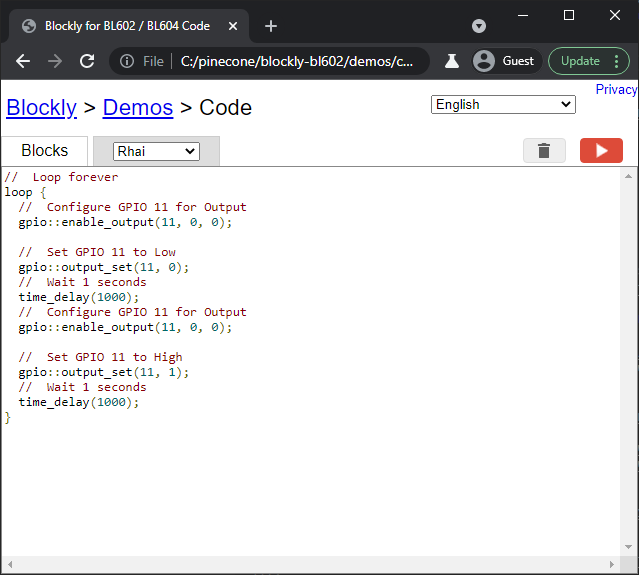 Blockly for BL602 / BL604 Code
File
C:/pinecone/blockly-bl602/demos/c...
Guest
Update
Privacy
Blockly > Demos > Code
English
Blocks
Rhai
//  Loop forever
loop {
  //  Configure GPIO 11 for Output
  gpio::enable_output(11, 0, 0);

  //  Set GPIO 11 to Low
  gpio::output_set(11, 0);
  //  Wait 1 seconds
  time_delay(1000);
  //  Configure GPIO 11 for Output
  gpio::enable_output(11, 0, 0);

  //  Set GPIO 11 to High
  gpio::output_set(11, 1);
  //  Wait 1 seconds
  time_delay(1000);
}